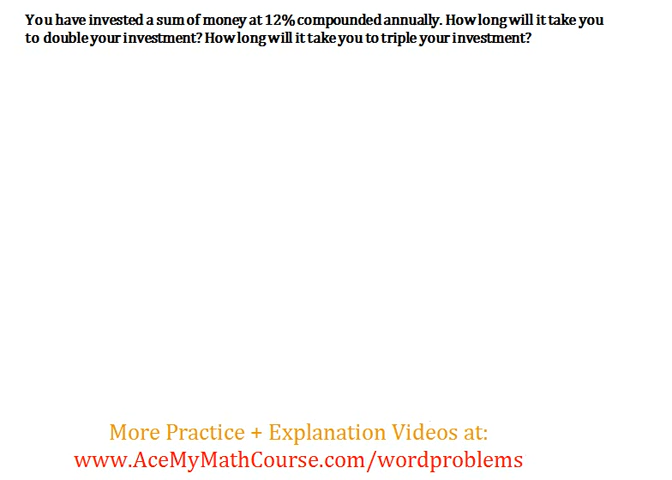 You have invested a sum of money at 12% compounded annually. How long will it take you
to double your investment? How long will it take you to triple your investment?
More Practice + Explanation Videos at:
www.AceMyMathCourse.com/wordproblems